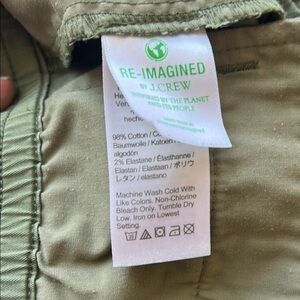 RE-IMAGINED
BY J.CREW
INSPIRED BY THE PLANET
AND ITS PEOPLE
98% Cotton / Co
Baumwolle / Katoen
algodón
2% Elastane / Élasthanne /
Elastan / Elastaan / ポリウ
レタン / elastano
Machine Wash Cold With
Like Colors. Non-Chlorine
Bleach Only. Tumble Dry
Low. Iron on Lowest
Setting.